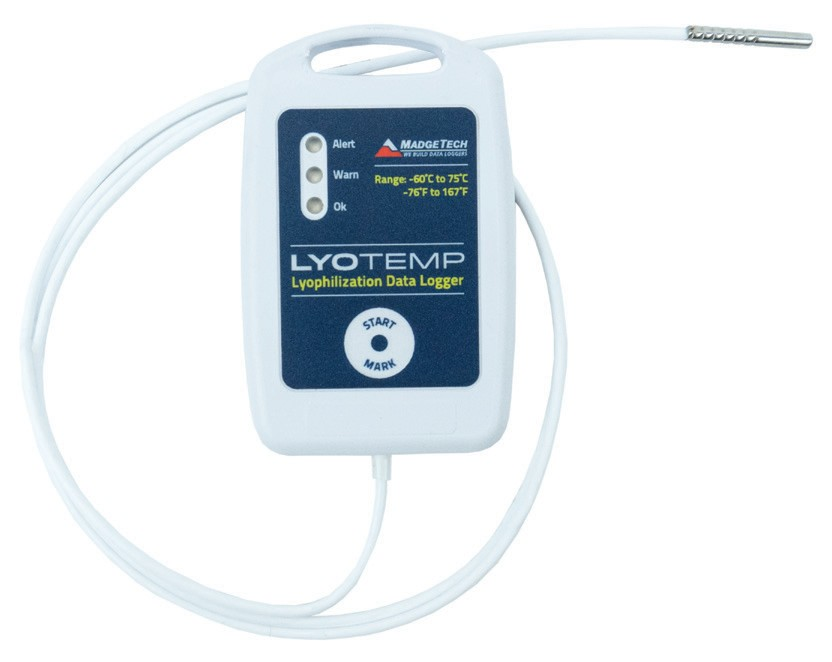 Alert
Warn
Ok
MADGETECH
WE BUILD DATA LOGGERS
Range: -60°C to 75°C
-76°F to 167°F
LYOTEMP
Lyophilization Data Logger
START
MARK